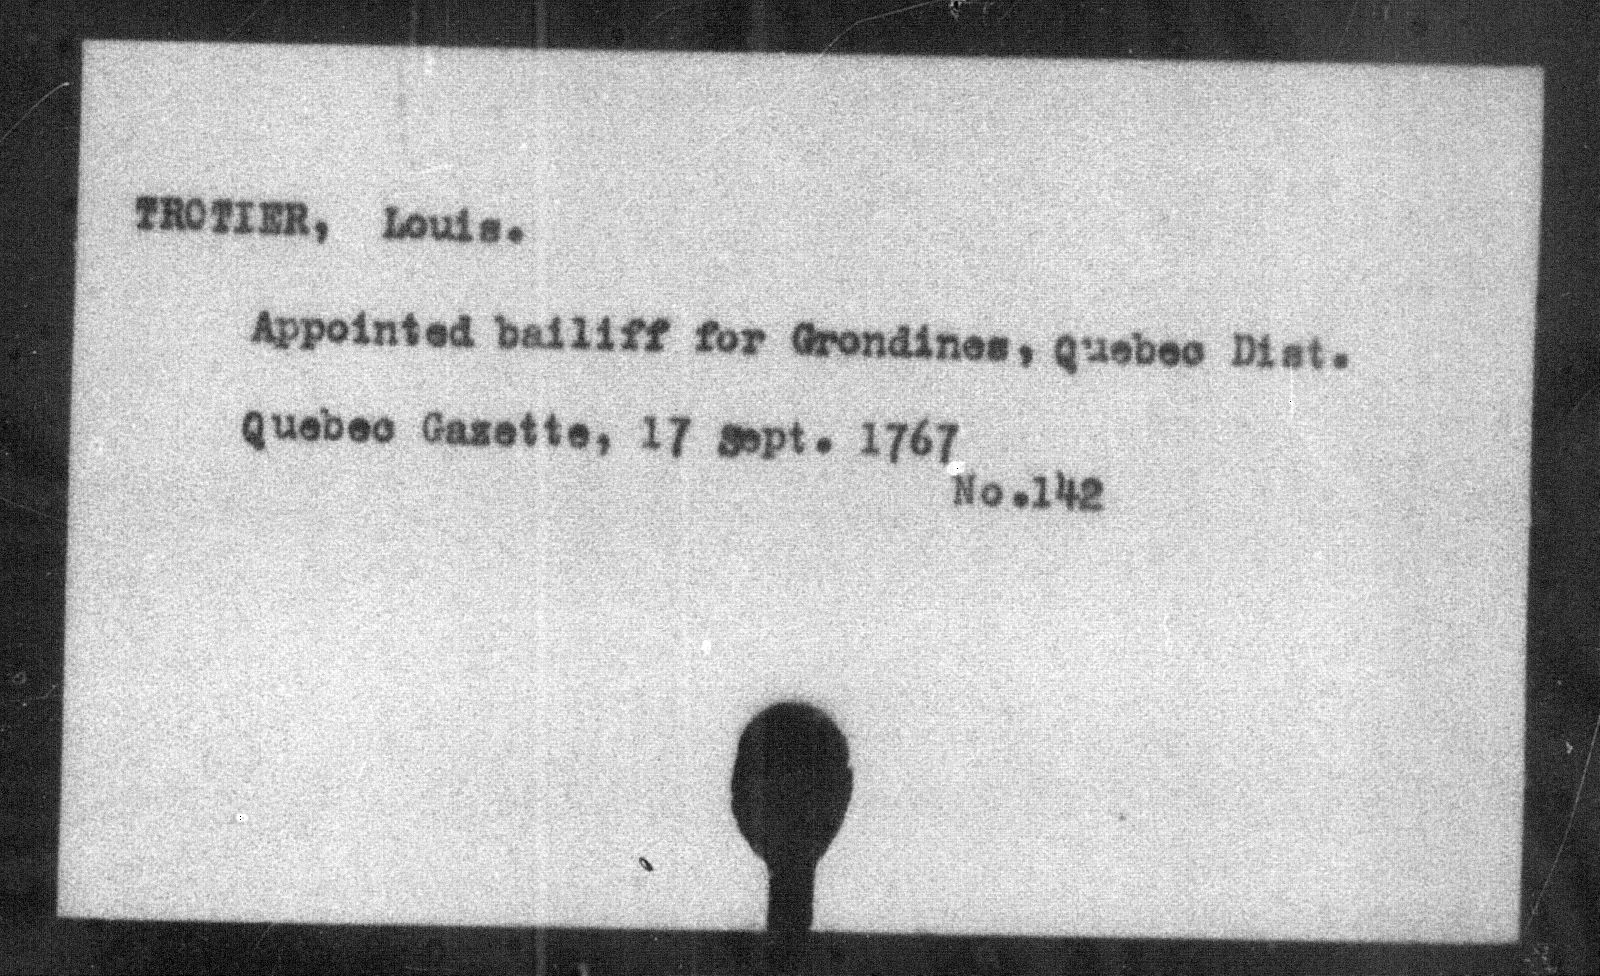 TROTIER, Louis.
Appointed bailiff for Grondines, Quebec Dist.
Quebec Gazette, 17 Sept. 1767
No.142